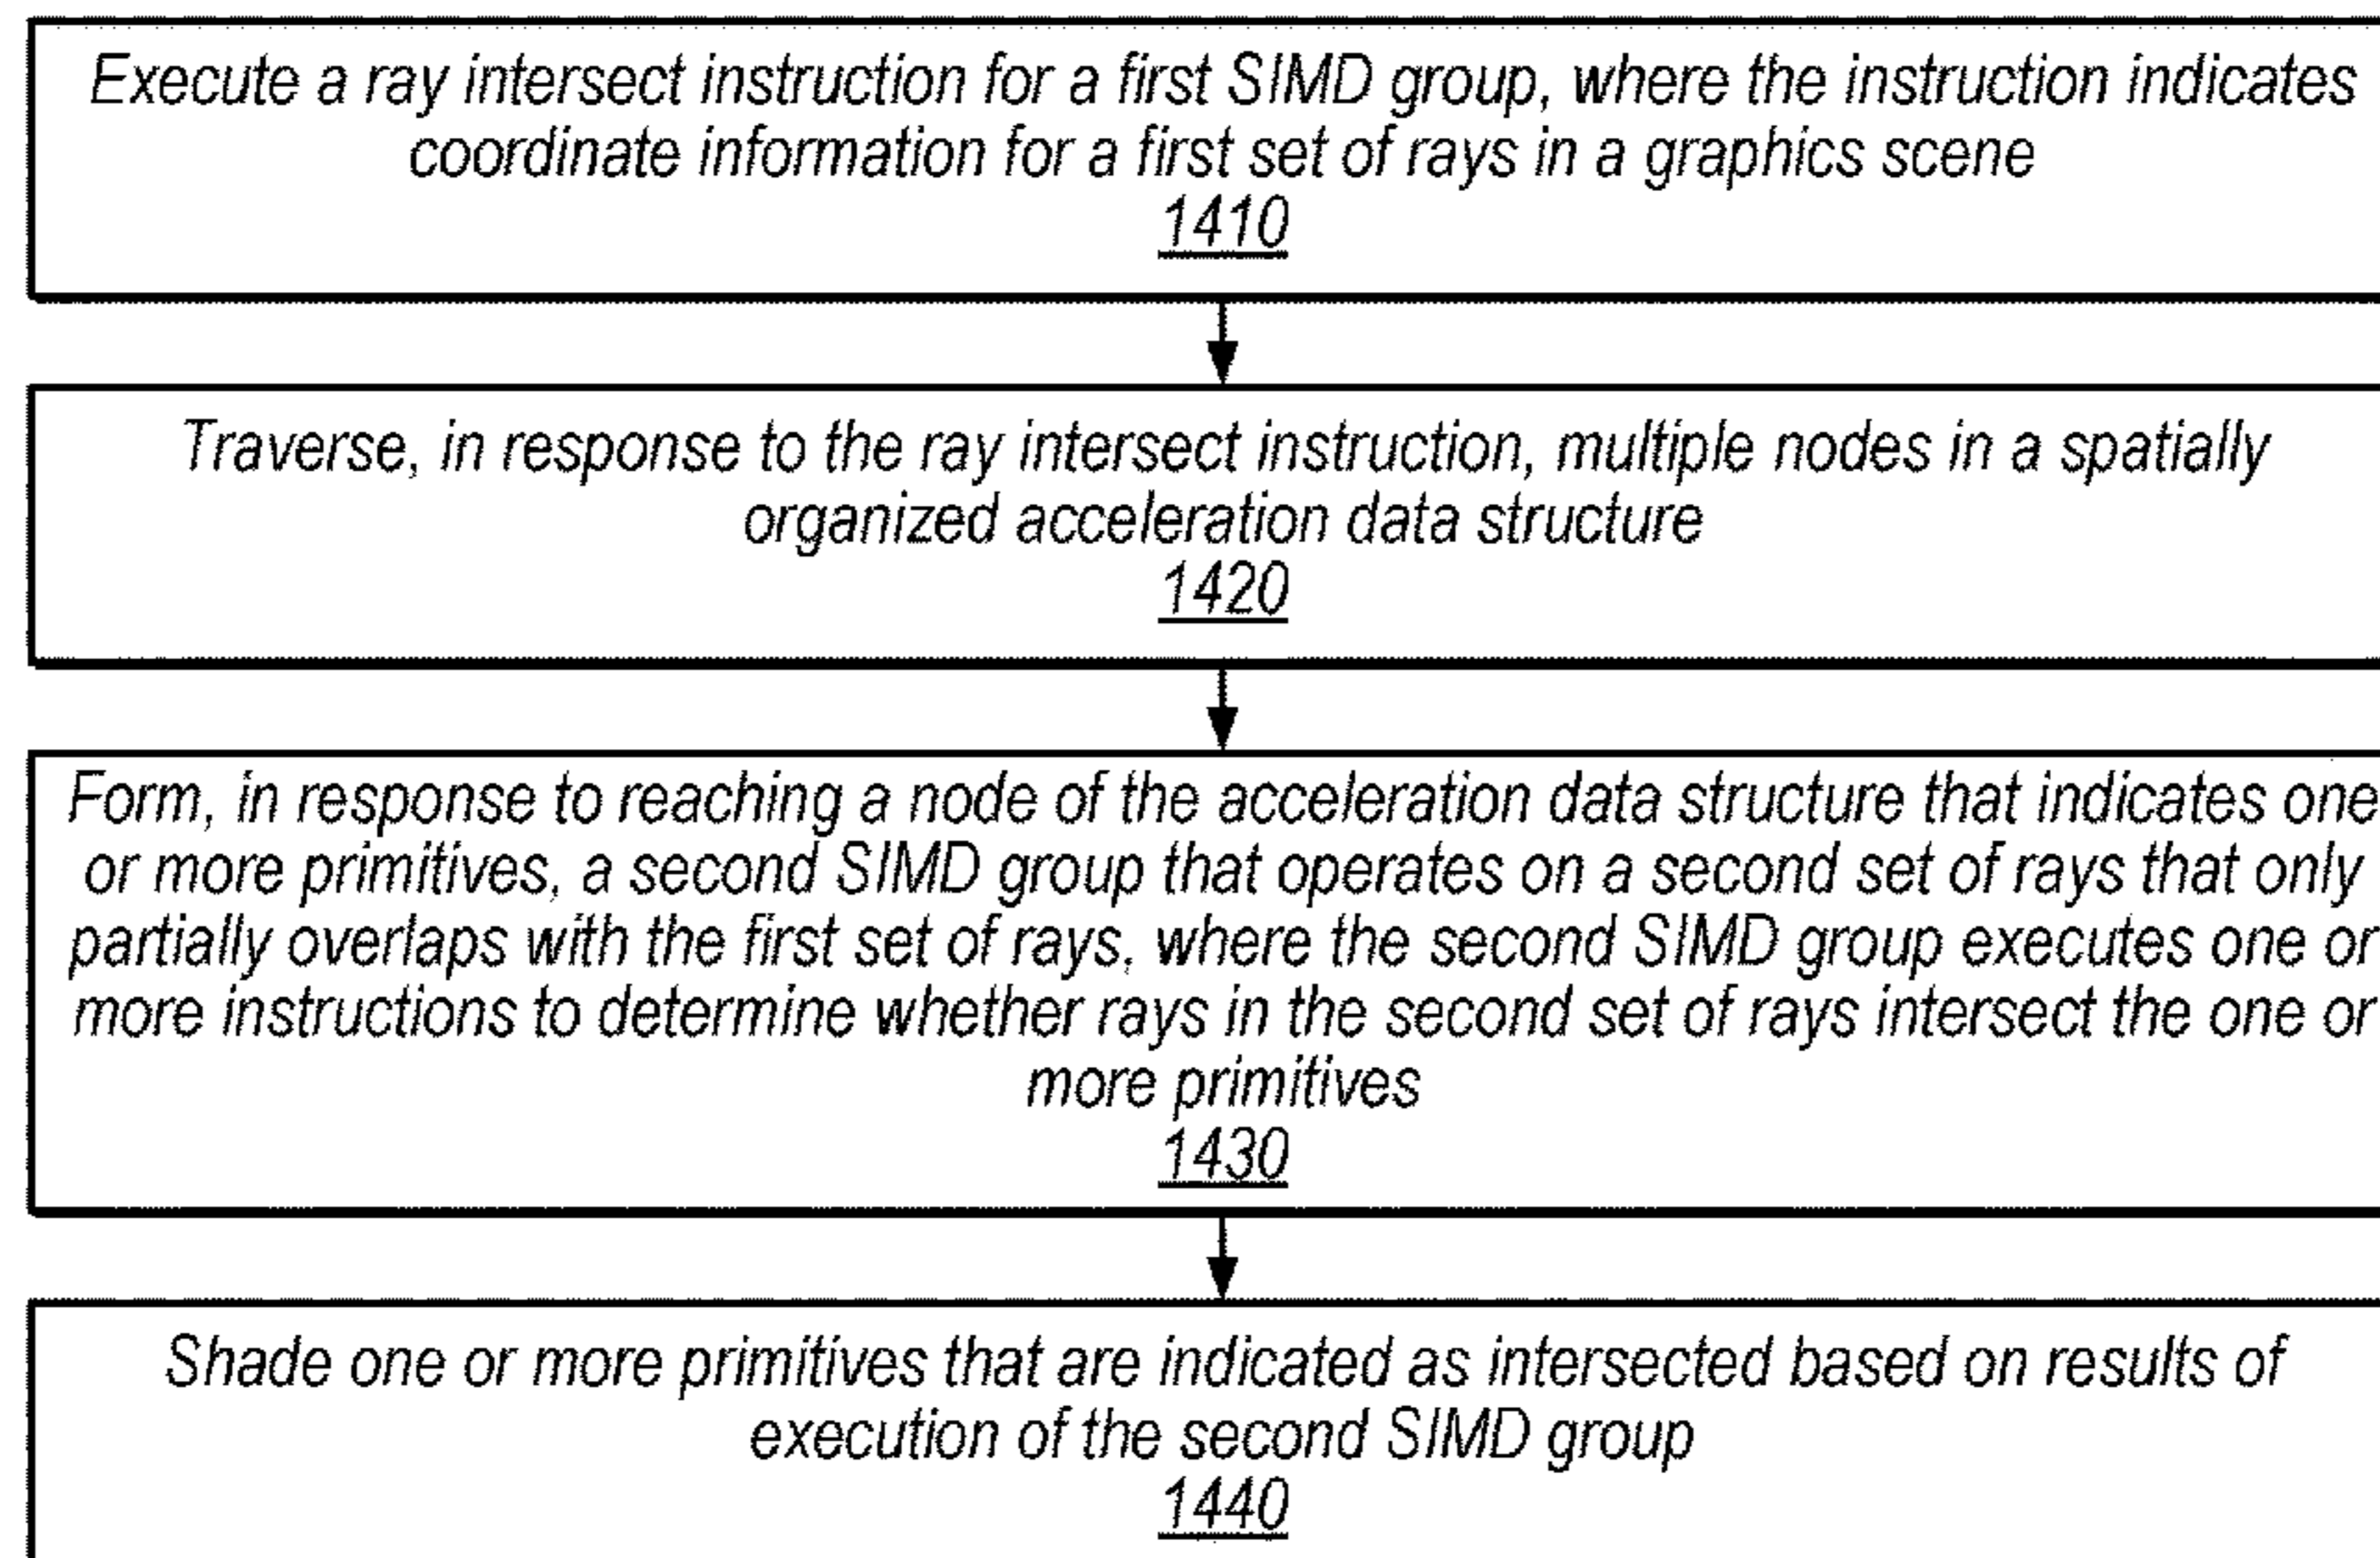 Execute a ray intersect instruction for a first SIMD group, where the instruction indicates
coordinate information for a first set of rays in a graphics scene
1410
Traverse, in response to the ray intersect instruction, multiple nodes in a spatially
organized acceleration data structure
1420
Form, in response to reaching a node of the acceleration data structure that indicates one
or more primitives, a second SIMD group that operates on a second set of rays that only
partially overlaps with the first set of rays, where the second SIMD group executes one or
more instructions to determine whether rays in the second set of rays intersect the one or
more primitives
1430
Shade one or more primitives that are indicated as intersected based on results of
execution of the second SIMD group
1440